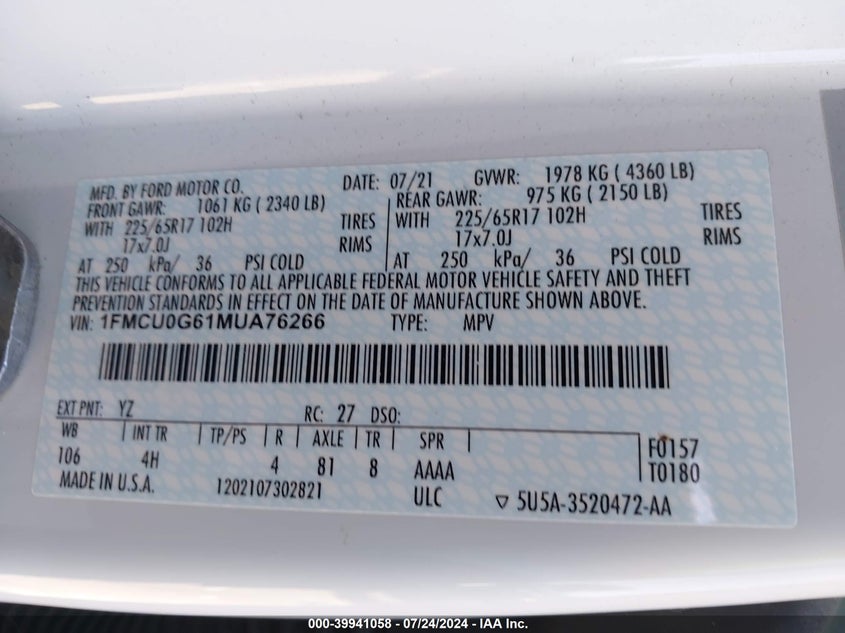 MFD. BY FORD MOTOR CO. DATE: 07/21 GVWR: 1978 KG ( 4360 LB)
FRONT GAWR: 1061 KG ( 2340 LB) REAR GAWR: 975 KG ( 2150 LB)
WITH 225/65R17 102H TIRES WITH 225/65R17 102H TIRES
17x7.0J RIMS 17x7.0J RIMS
AT 250 kPa/ 36 PSI COLD AT 250 kPa/ 36 PSI COLD
THIS VEHICLE CONFORMS TO ALL APPLICABLE FEDERAL MOTOR VEHICLE SAFETY AND THEFT
PREVENTION STANDARDS IN EFFECT ON THE DATE OF MANUFACTURE SHOWN ABOVE.
VIN: 1FMCU0G61MUA76266 TYPE: MPV
EXT PNT: YZ RC: 27 DSO:
WB INT TR TP/PS R AXLE TR SPR F0157
106 4H 4 81 8 AAAA T0180
MADE IN U.S.A. 1202107302821 ULC ▽ 5U5A-3520472-AA
000-39941058 - 07/24/2024 - IAA Inc.